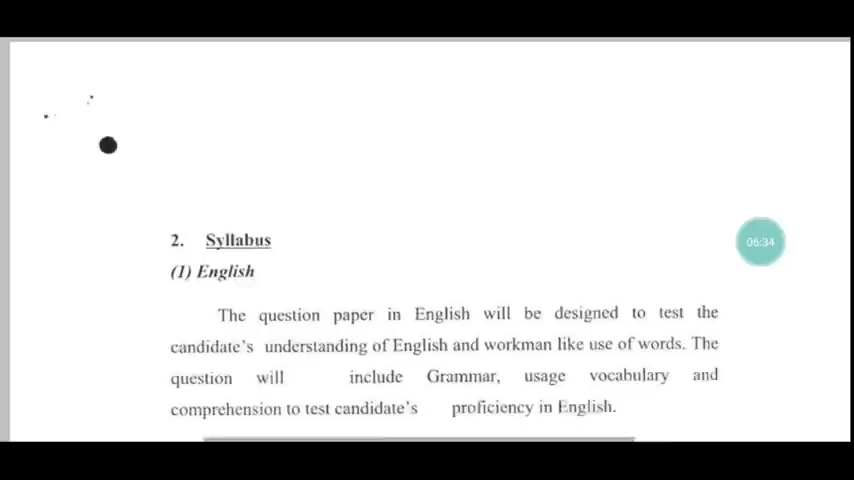 2. Syllabus
06:34
(1) English
The question paper in English will be designed to test the
candidate's understanding of English and workman like use of words. The
question will include Grammar, usage vocabulary and
comprehension to test candidate's proficiency in English.